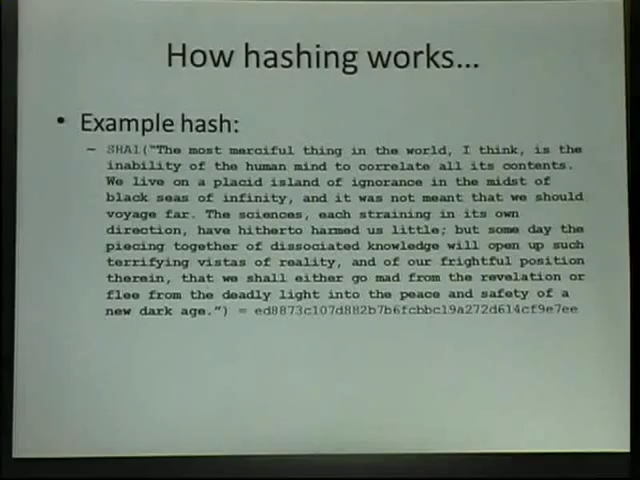 How hashing works...
• Example hash:
– SHA1("The most merciful thing in the world, I think, is the
inability of the human mind to correlate all its contents.
We live on a placid island of ignorance in the midst of
black seas of infinity, and it was not meant that we should
voyage far. The sciences, each straining in its own
direction, have hitherto harmed us little; but some day the
piecing together of dissociated knowledge will open up such
terrifying vistas of reality, and of our frightful position
therein, that we shall either go mad from the revelation or
flee from the deadly light into the peace and safety of a
new dark age.") = ed8873c107d882b7b6fcbbc19a272d614cf9e7ee